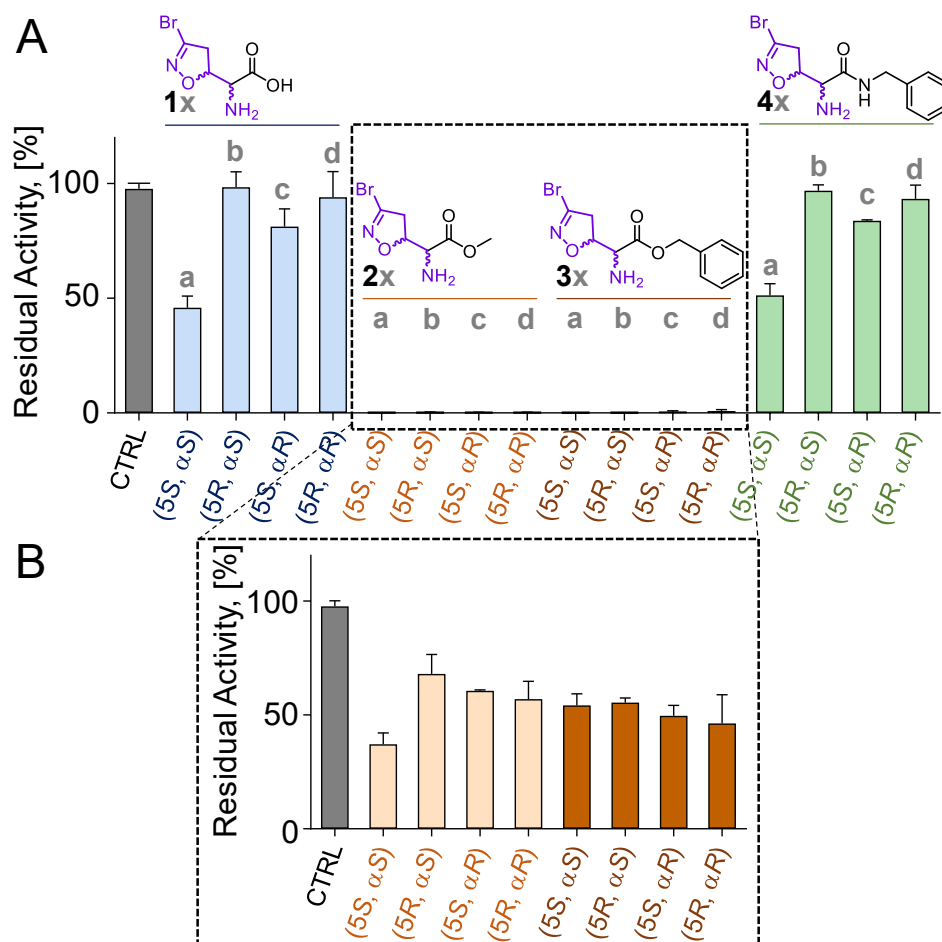 A
Br
N
O
O
OH
NH₂
1x
Br
N
O
O
N
H
NH₂
4x
Residual Activity, [%]
100
50
0
a
b
c
d
Br
N
O
O
O
NH₂
2x
a b c d
Br
N
O
O
O
NH₂
3x
a b c d
a
b
c
d
CTRL
(5S, αS)
(5R, αS)
(5S, αR)
(5R, αR)
(5S, αS)
(5R, αS)
(5S, αR)
(5R, αR)
(5S, αS)
(5R, αS)
(5S, αR)
(5R, αR)
(5S, αS)
(5R, αS)
(5S, αR)
(5R, αR)
B
Residual Activity, [%]
100
50
0
CTRL
(5S, αS)
(5R, αS)
(5S, αR)
(5R, αR)
(5S, αS)
(5R, αS)
(5S, αR)
(5R, αR)